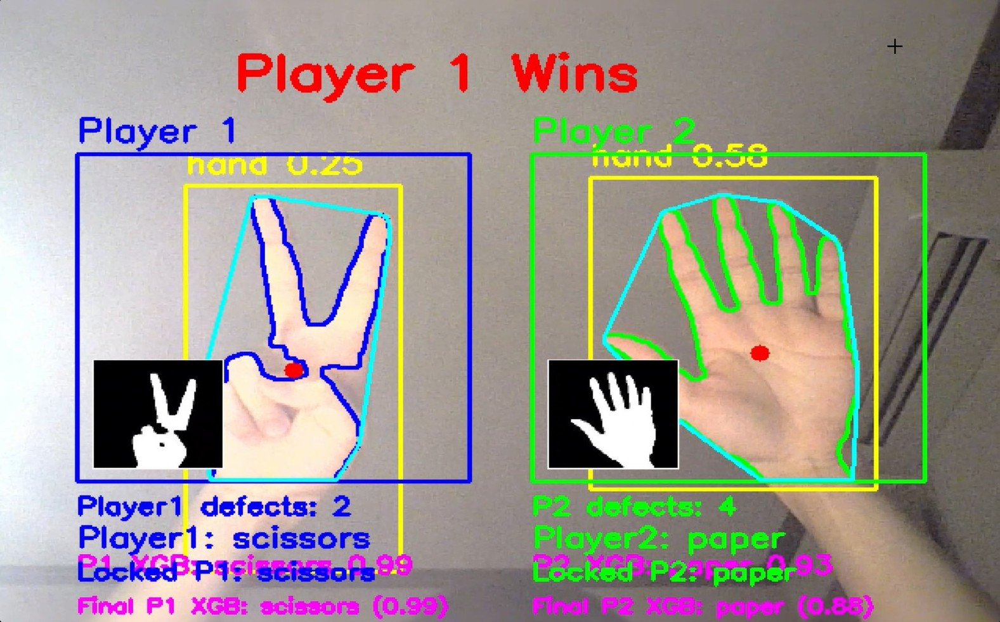 Player 1 Wins
Player 1
Player 2
hand 0.25
hand 0.58
Player1 defects: 2
P2 defects: 4
Player1: scissors
Player2: paper
P1 XGB: scissors 0.99
P2 XGB: paper 0.93
Locked P1: scissors
Locked P2: paper
Final P1 XGB: scissors (0.99)
Final P2 XGB: paper (0.88)